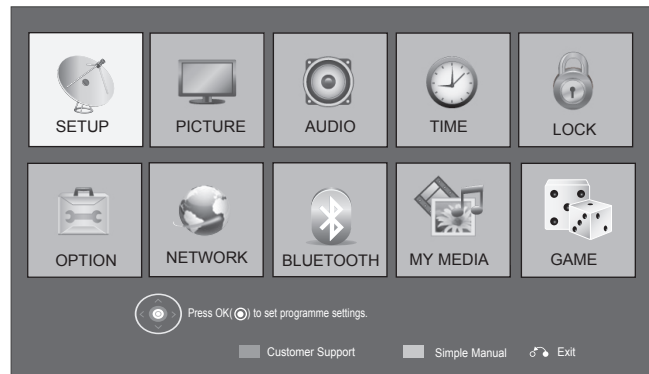 SETUP PICTURE AUDIO TIME LOCK
OPTION NETWORK BLUETOOTH MY MEDIA GAME
Press OK( ) to set programme settings.
Customer Support Simple Manual Exit